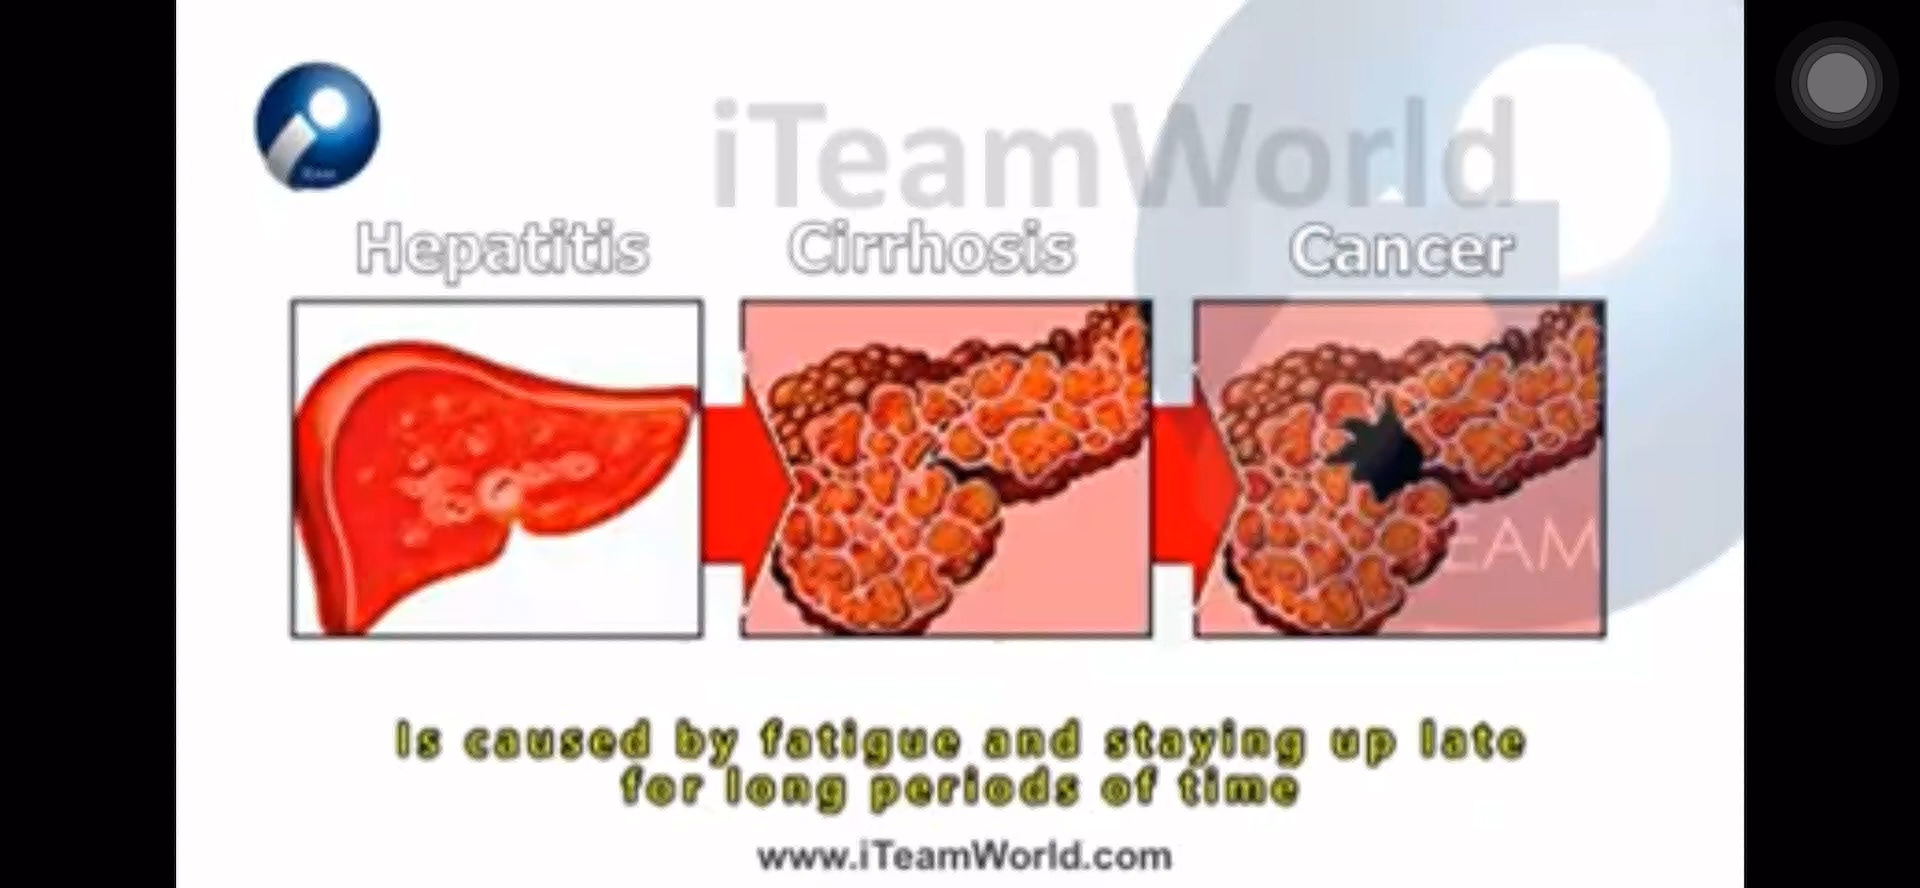 iTeamWorld
Hepatitis Cirrhosis Cancer
EAM
Is caused by fatigue and staying up late
for long periods of time
www.iTeamWorld.com